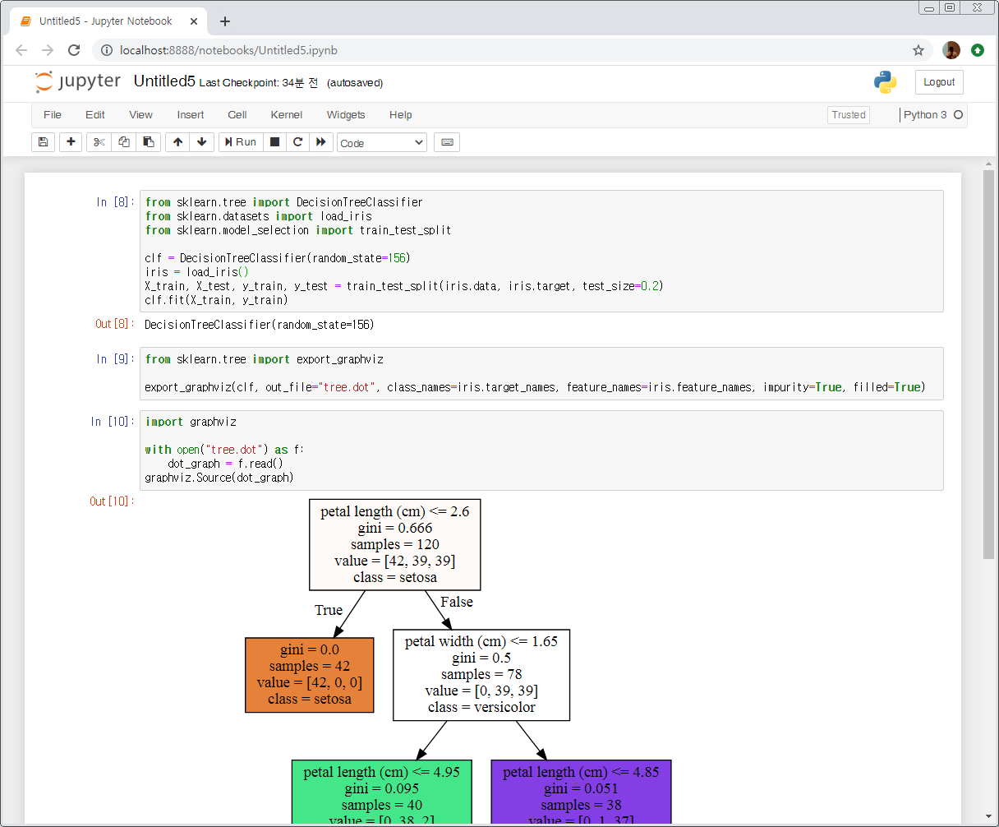 Untitled5 - Jupyter Notebook
localhost:8888/notebooks/Untitled5.ipynb
jupyter Untitled5 Last Checkpoint: 34분 전 (autosaved)
Logout
File Edit View Insert Cell Kernel Widgets Help
Trusted
Python 3
Run
Code
In [8]:
from sklearn.tree import DecisionTreeClassifier
from sklearn.datasets import load_iris
from sklearn.model_selection import train_test_split
clf = DecisionTreeClassifier(random_state=156)
iris = load_iris()
X_train, X_test, y_train, y_test = train_test_split(iris.data, iris.target, test_size=0.2)
clf.fit(X_train, y_train)
Out[8]: DecisionTreeClassifier(random_state=156)
In [9]:
from sklearn.tree import export_graphviz
export_graphviz(clf, out_file="tree.dot", class_names=iris.target_names, feature_names=iris.feature_names, impurity=True, filled=True)
In [10]:
import graphviz
with open("tree.dot") as f:
    dot_graph = f.read()
graphviz.Source(dot_graph)
Out[10]:
petal length (cm) <= 2.6
gini = 0.666
samples = 120
value = [42, 39, 39]
class = setosa
True
False
gini = 0.0
samples = 42
value = [42, 0, 0]
class = setosa
petal width (cm) <= 1.65
gini = 0.5
samples = 78
value = [0, 39, 39]
class = versicolor
petal length (cm) <= 4.95
gini = 0.095
samples = 40
value = [0, 38, 2]
petal length (cm) <= 4.85
gini = 0.051
samples = 38
value = [0, 1, 37]